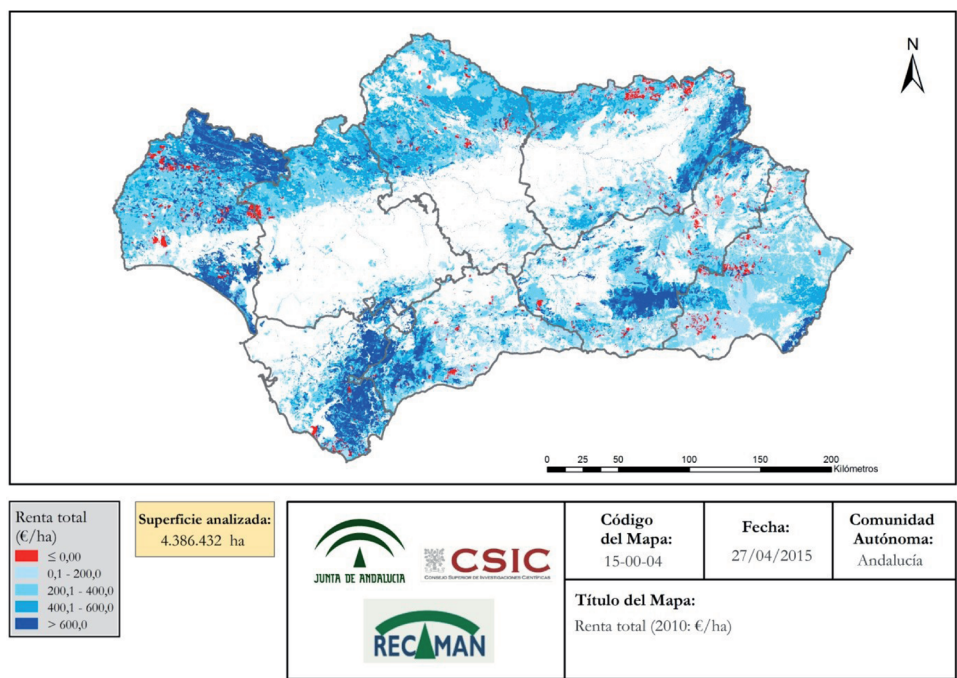 N
0 25 50 100 150 200
Kilómetros
Renta total
(€/ha)
≤ 0,00
0,1 - 200,0
200,1 - 400,0
400,1 - 600,0
> 600,0
Superficie analizada:
4.386.432 ha
JUNTA DE ANDALUCIA
CSIC
CONSEJO SUPERIOR DE INVESTIGACIONES CIENTÍFICAS
RECAMAN
Código
del Mapa:
15-00-04
Fecha:
27/04/2015
Comunidad
Autónoma:
Andalucía
Título del Mapa:
Renta total (2010: €/ha)